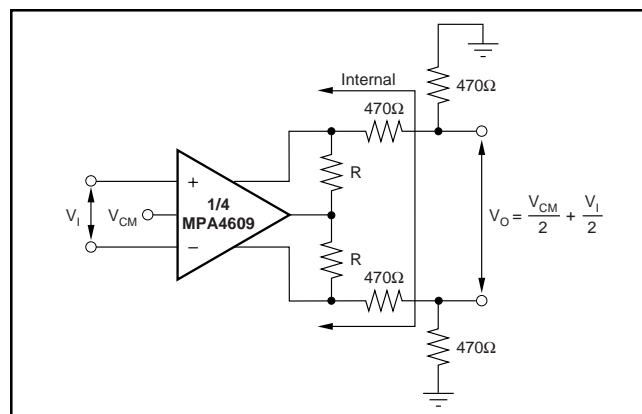 Internal
470Ω
470Ω
R
+
1/4
MPA4609
−
V_I
V_CM
V_O = V_CM/2 + V_I/2
R
470Ω
470Ω